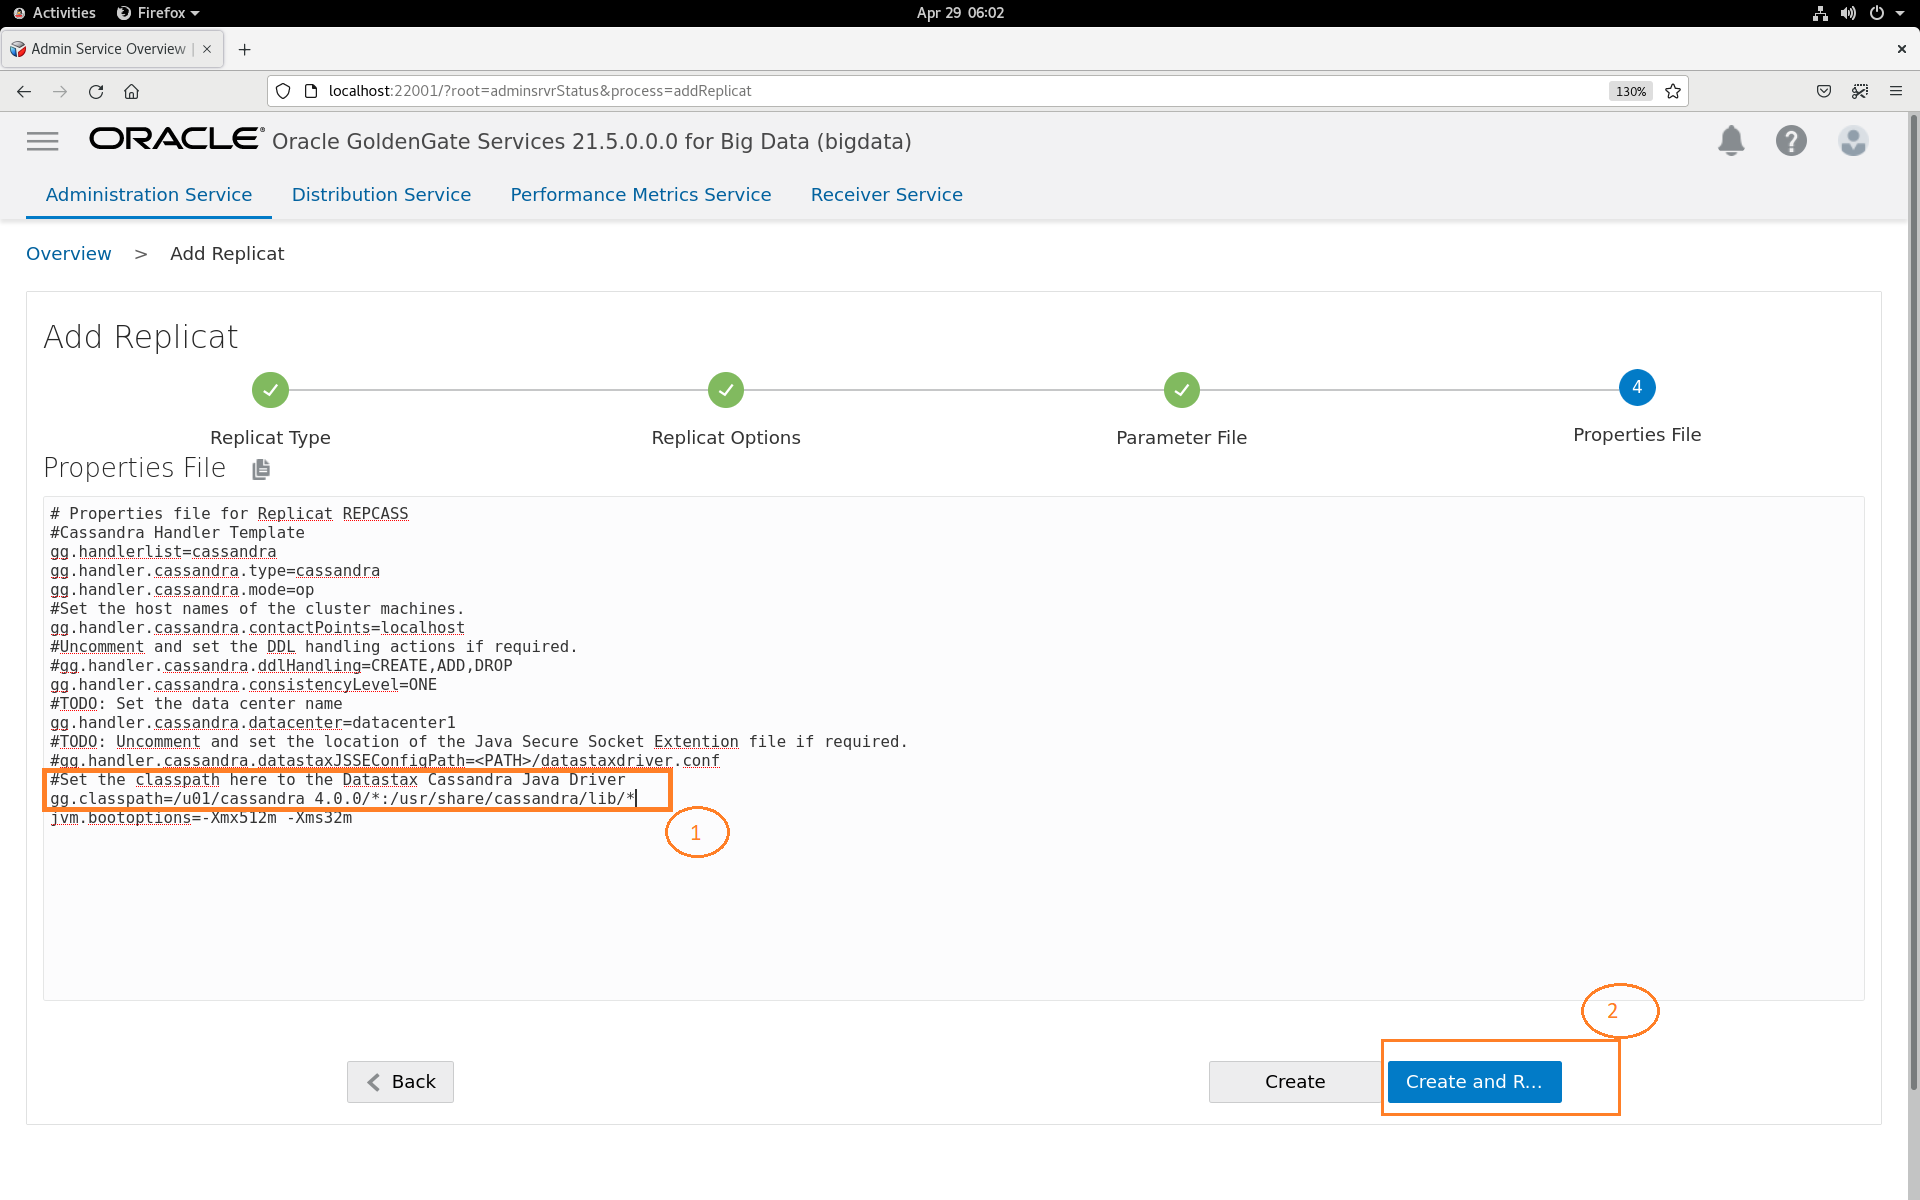 Activities Firefox Apr 29 06:02
Admin Service Overview |
localhost:22001/?root=adminsrvrStatus&process=addReplicat 130%
ORACLE® Oracle GoldenGate Services 21.5.0.0.0 for Big Data (bigdata) ?
Administration Service Distribution Service Performance Metrics Service Receiver Service
Overview > Add Replicat
Add Replicat
4
Replicat Type Replicat Options Parameter File Properties File
Properties File
# Properties file for Replicat REPCASS
#Cassandra Handler Template
gg.handlerlist=cassandra
gg.handler.cassandra.type=cassandra
gg.handler.cassandra.mode=op
#Set the host names of the cluster machines.
gg.handler.cassandra.contactPoints=localhost
#Uncomment and set the DDL handling actions if required.
#gg.handler.cassandra.ddlHandling=CREATE,ADD,DROP
gg.handler.cassandra.consistencyLevel=ONE
#TODO: Set the data center name
gg.handler.cassandra.datacenter=datacenter1
#TODO: Uncomment and set the location of the Java Secure Socket Extention file if required.
#gg.handler.cassandra.datastaxJSSEConfigPath=<PATH>/datastaxdriver.conf
#Set the classpath here to the Datastax Cassandra Java Driver
gg.classpath=/u01/cassandra_4.0.0/*:/usr/share/cassandra/lib/*
jvm.bootoptions=-Xmx512m -Xms32m
1
2
Back Create Create and R...